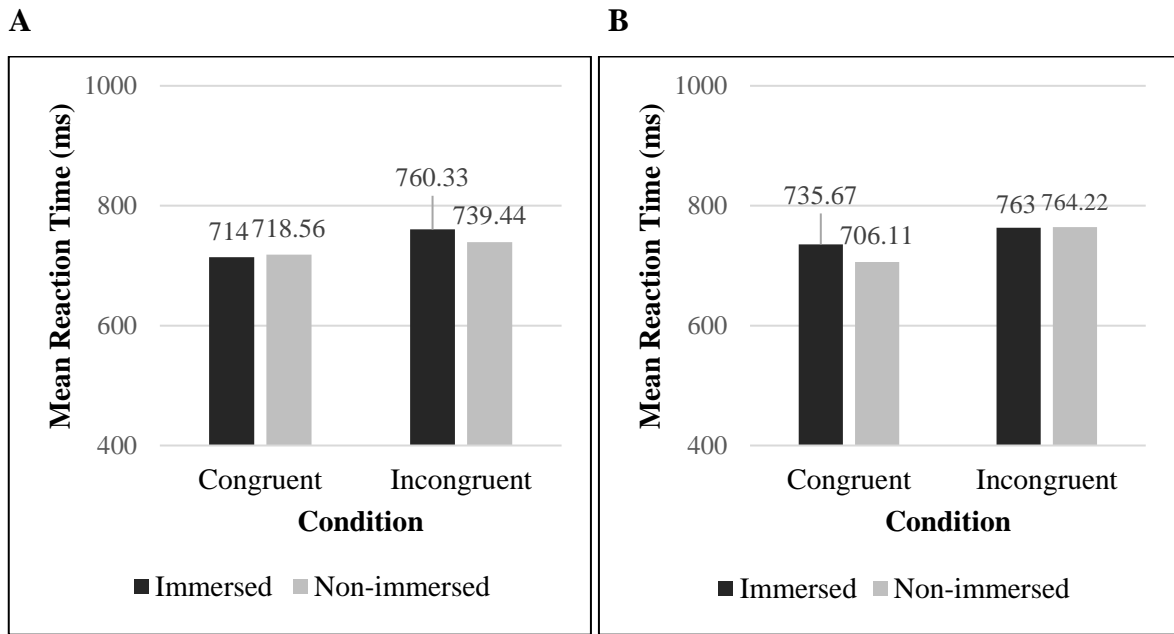 A
1000
800
600
400
Mean Reaction Time (ms)
714
718.56
760.33
739.44
Congruent
Incongruent
Condition
Immersed
Non-immersed
B
1000
800
600
400
Mean Reaction Time (ms)
735.67
706.11
763
764.22
Congruent
Incongruent
Condition
Immersed
Non-immersed